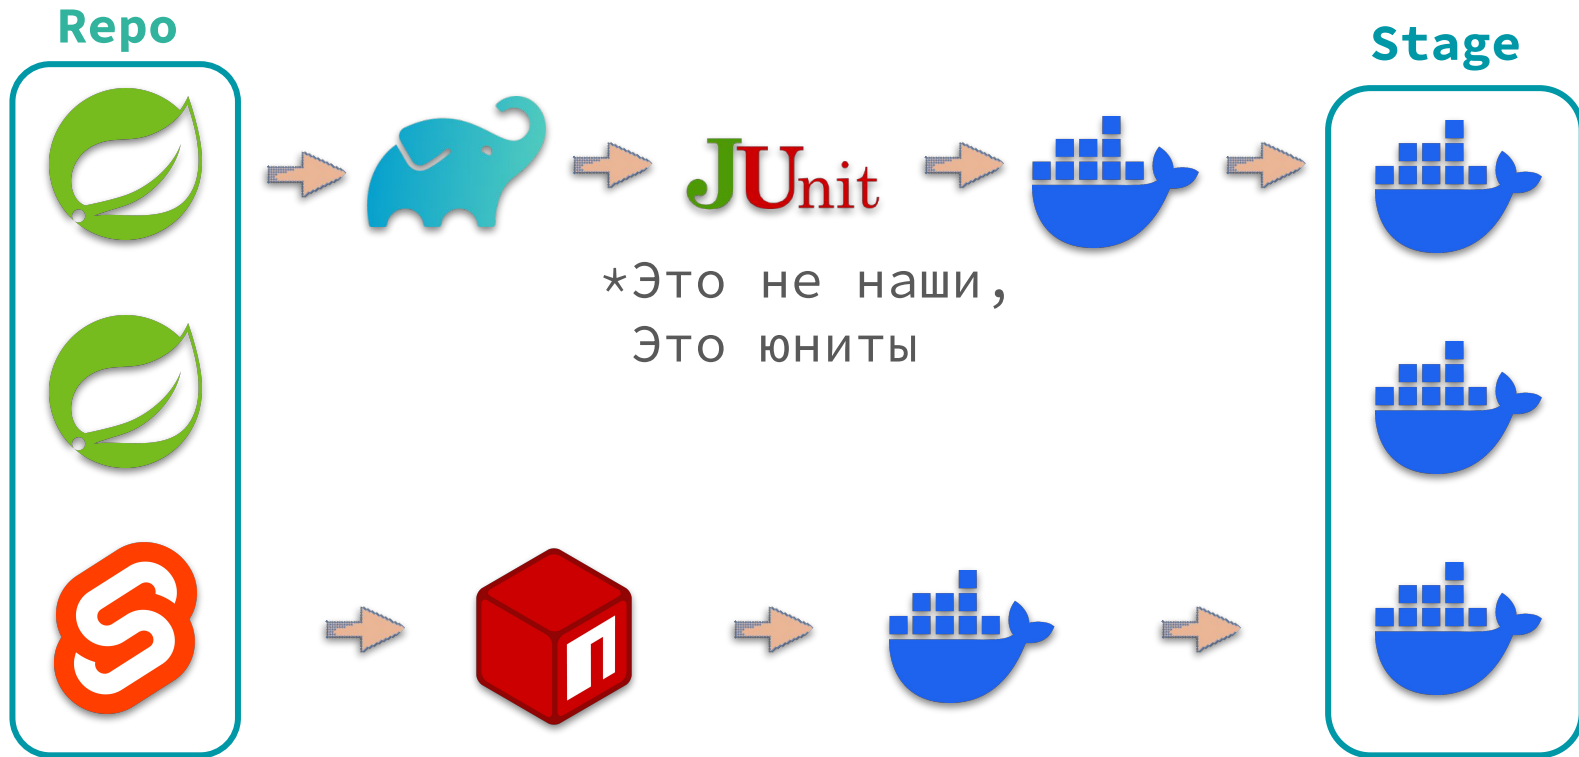 Repo
Stage
JUnit
*Это не наши,
Это юниты